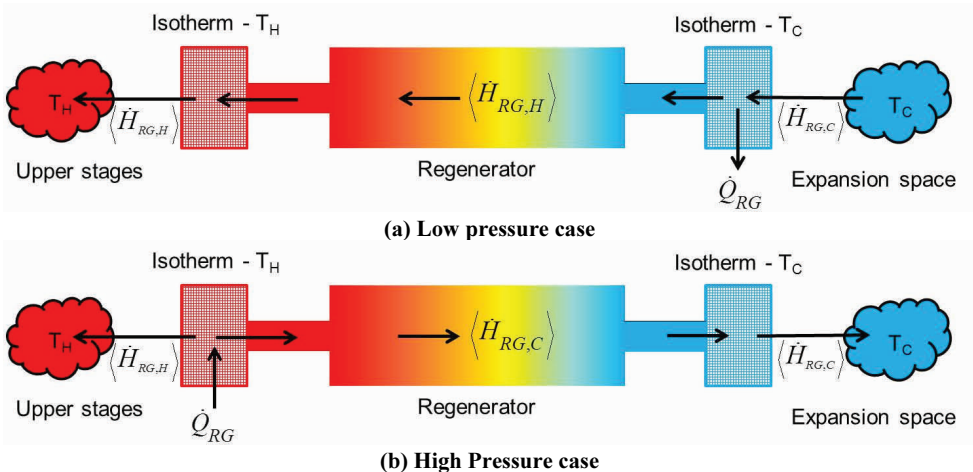 Isotherm - T_H
Isotherm - T_C
T_H
⟨Ḣ_RG,H⟩
⟨Ḣ_RG,H⟩
⟨Ḣ_RG,C⟩
T_C
Upper stages
Regenerator
Q̇_RG
Expansion space
(a) Low pressure case
Isotherm - T_H
Isotherm - T_C
T_H
⟨Ḣ_RG,H⟩
⟨Ḣ_RG,C⟩
⟨Ḣ_RG,C⟩
T_C
Upper stages
Q̇_RG
Regenerator
Expansion space
(b) High Pressure case